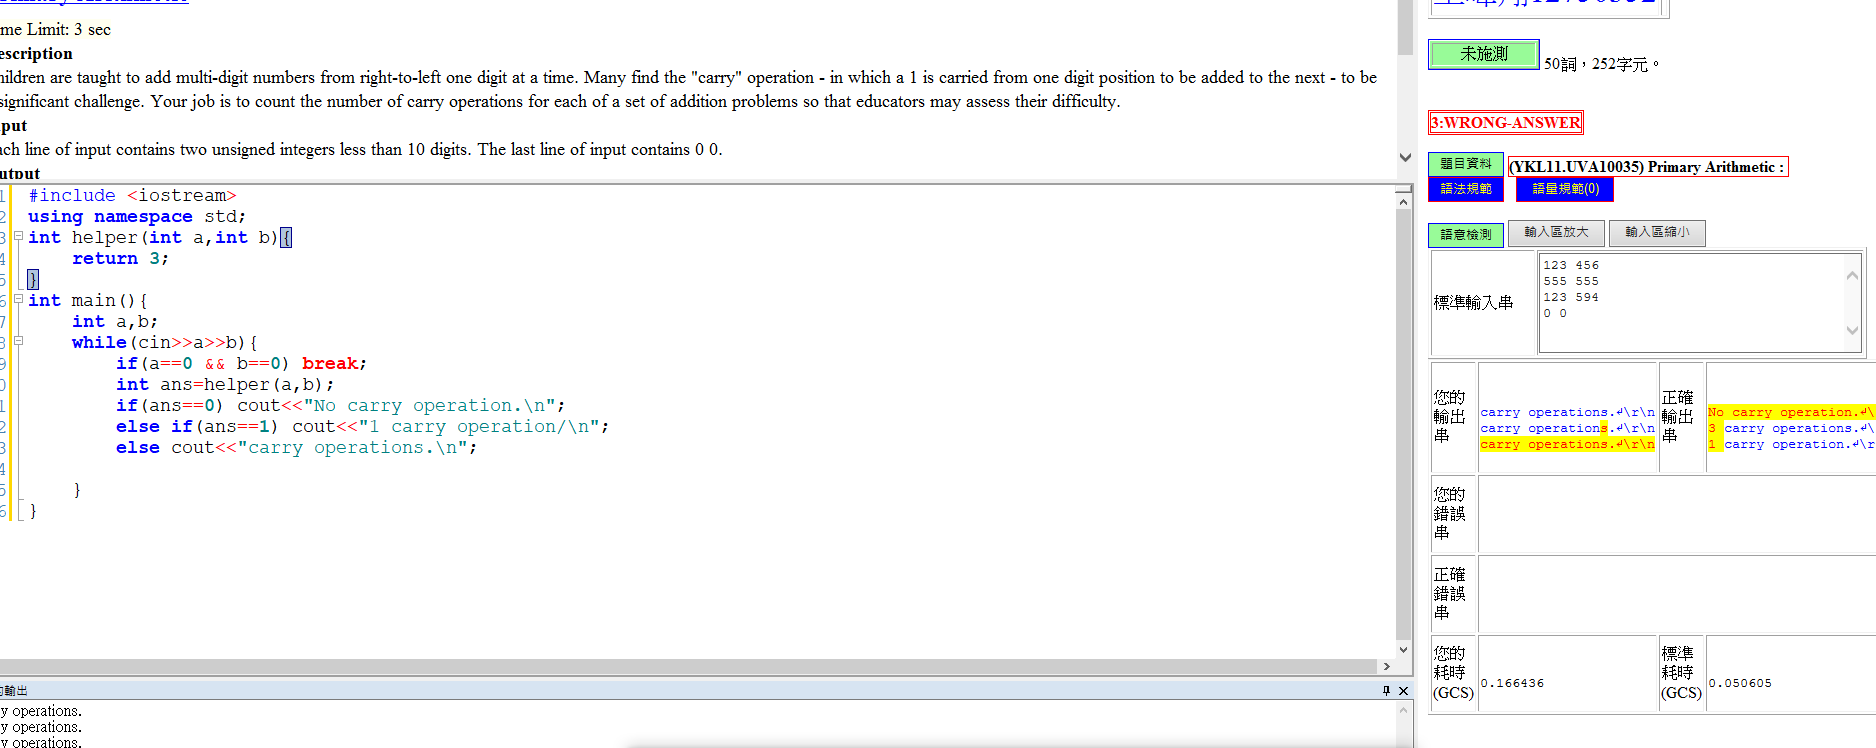 me Limit: 3 sec
escription
hildren are taught to add multi-digit numbers from right-to-left one digit at a time. Many find the "carry" operation - in which a 1 is carried from one digit position to be added to the next - to be
significant challenge. Your job is to count the number of carry operations for each of a set of addition problems so that educators may assess their difficulty.
put
ach line of input contains two unsigned integers less than 10 digits. The last line of input contains 0 0.
utput
1 #include <iostream>
2 using namespace std;
3 int helper(int a,int b){
4 return 3;
5 }
6 int main(){
7 int a,b;
8 while(cin>>a>>b){
9 if(a==0 && b==0) break;
0 int ans=helper(a,b);
1 if(ans==0) cout<<"No carry operation.\n";
2 else if(ans==1) cout<<"1 carry operation/\n";
3 else cout<<"carry operations.\n";
4
5 }
6 }
的輸出
y operations.
y operations.
y operations.
未施測 50詞，252字元。
3:WRONG-ANSWER
題目資料 (YKL11.UVA10035) Primary Arithmetic :
語法規範 語量規範(0)
語意檢測 輸入區放大 輸入區縮小
標準輸入串
123 456
555 555
123 594
0 0
您的輸出串
carry operations.↲\r\n
carry operations.↲\r\n
carry operations.↲\r\n
正確輸出串
No carry operation.↲\
3 carry operations.↲\
1 carry operation.↲\r
您的錯誤串
正確錯誤串
您的耗時(GCS) 0.166436
標準耗時(GCS) 0.050605